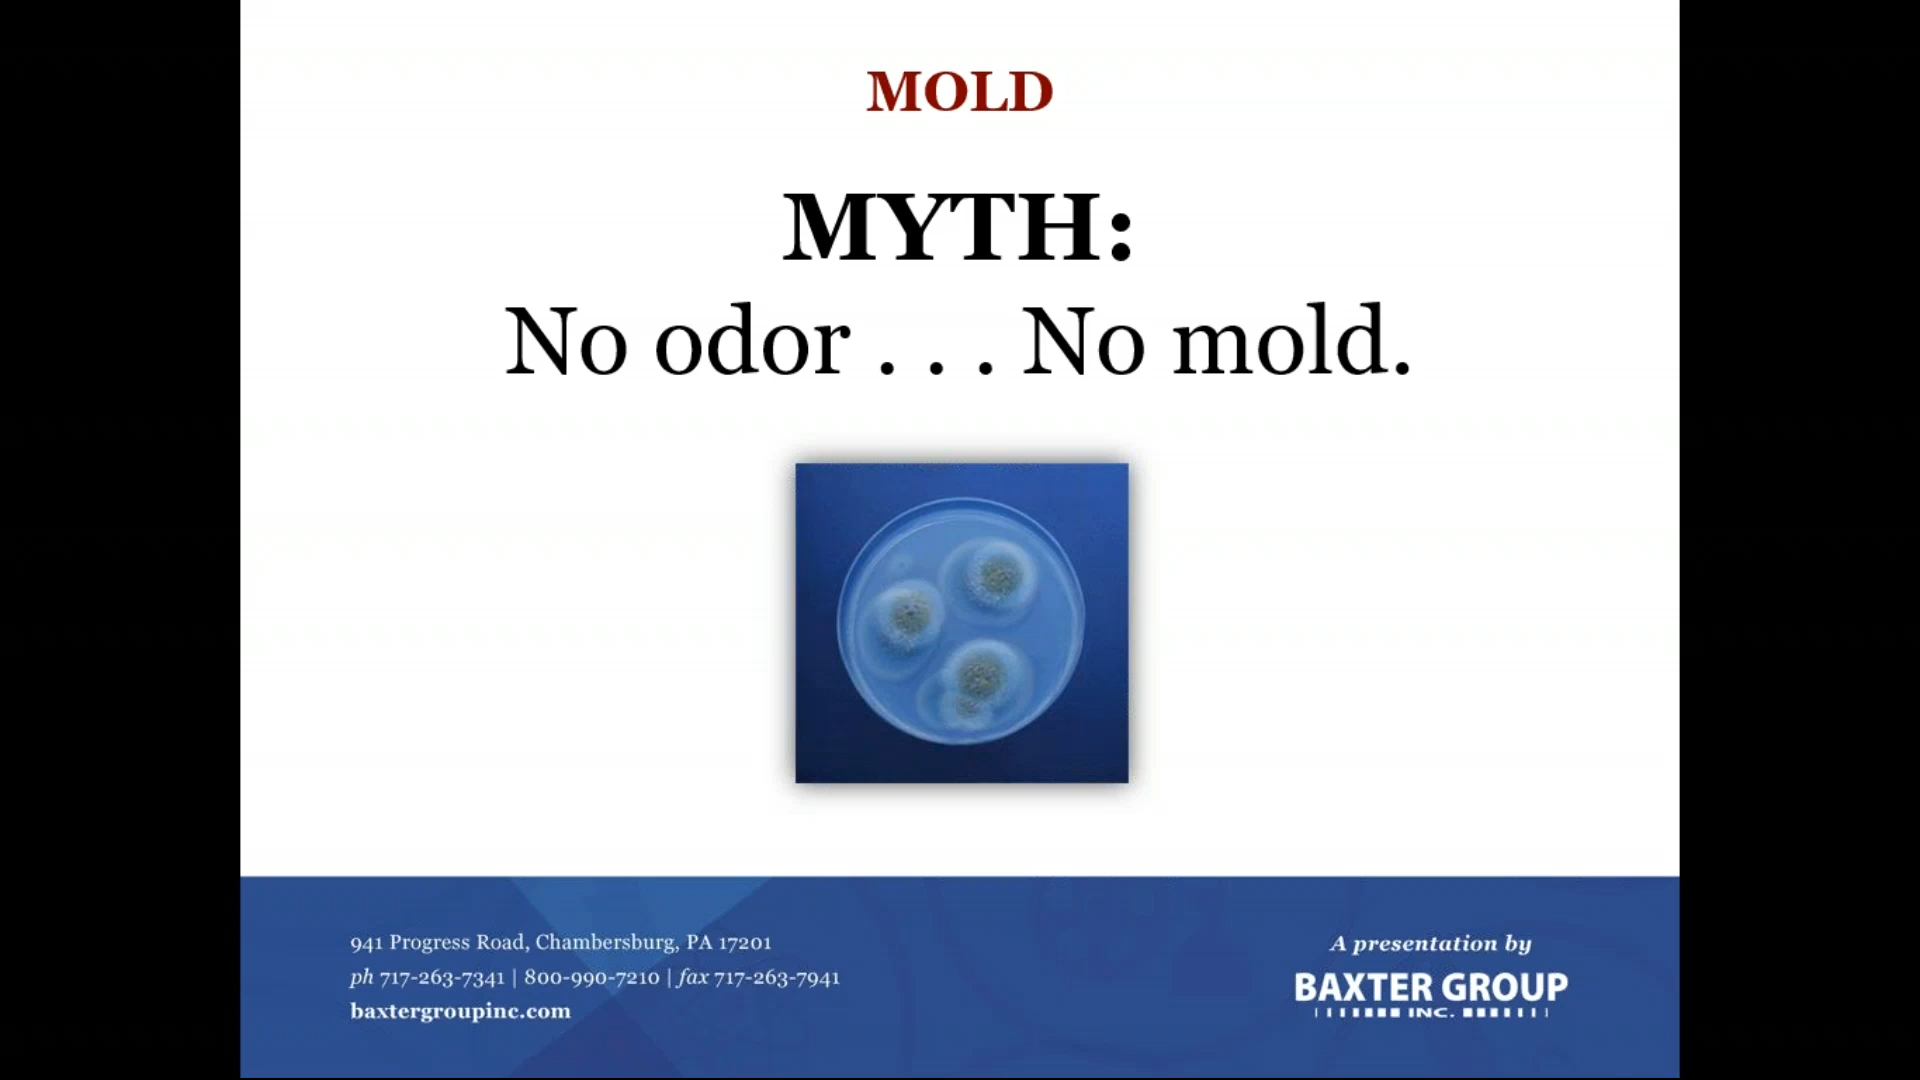 MOLD
MYTH:
No odor . . . No mold.
941 Progress Road, Chambersburg, PA 17201
ph 717-263-7341 | 800-990-7210 | fax 717-263-7941
baxtergroupinc.com
A presentation by
BAXTER GROUP
INC.